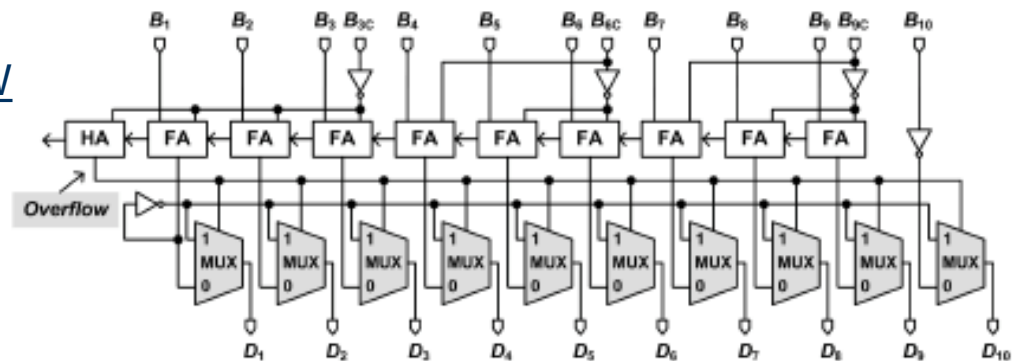 B1 B2 B3 B3C B4 B5 B6 B6C B7 B8 B9 B9C B10
HA FA FA FA FA FA FA FA FA FA
Overflow
1 1 1 1 1 1 1 1 1 1
MUX MUX MUX MUX MUX MUX MUX MUX MUX MUX
0 0 0 0 0 0 0 0 0 0
D1 D2 D3 D4 D5 D6 D7 D8 D9 D10